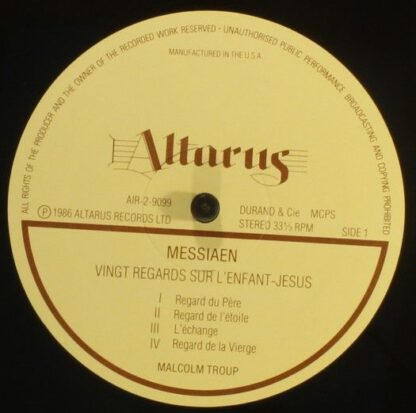 ALL RIGHTS OF THE PRODUCER AND THE OWNER OF THE RECORDED WORK RESERVED - UNAUTHORISED PUBLIC PERFORMANCE BROADCASTING AND COPYING PROHIBITED
MANUFACTURED IN THE U.S.A.
Altarus
AIR-2-9099
DURAND & Cie MCPS
Ⓟ 1986 ALTARUS RECORDS LTD
STEREO 33⅓ RPM SIDE 1
MESSIAEN
VINGT REGARDS SUR L'ENFANT-JESUS
I Regard du Père
II Regard de l'étoile
III L'échange
IV Regard de la Vierge
MALCOLM TROUP